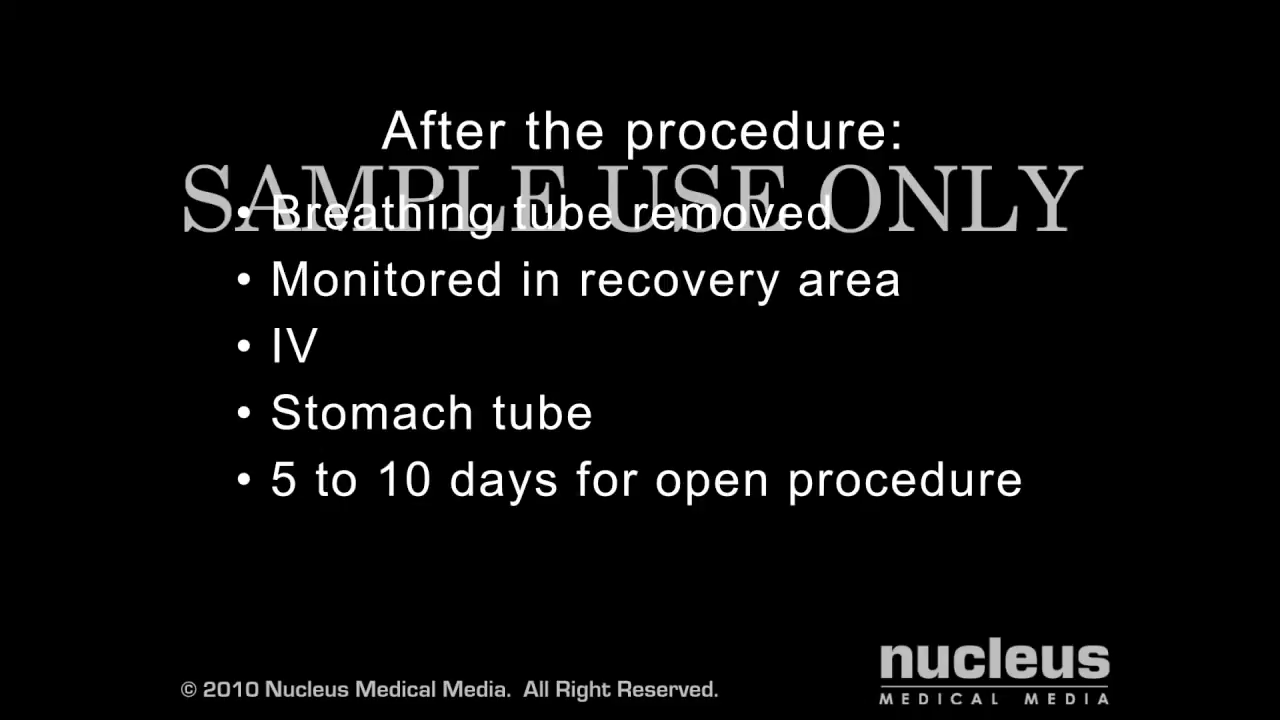 After the procedure:
SAMPLE USE ONLY
• Breathing tube removed
• Monitored in recovery area
• IV
• Stomach tube
• 5 to 10 days for open procedure
nucleus
MEDICAL MEDIA
© 2010 Nucleus Medical Media. All Right Reserved.